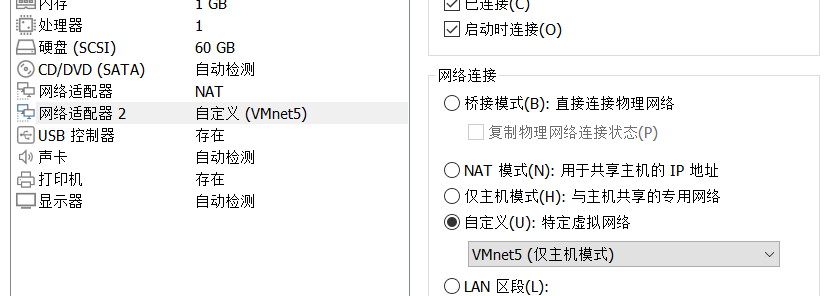 内存 1 GB
处理器 1
硬盘 (SCSI) 60 GB
CD/DVD (SATA) 自动检测
网络适配器 NAT
网络适配器 2 自定义 (VMnet5)
USB 控制器 存在
声卡 自动检测
打印机 存在
显示器 自动检测
已连接(C)
启动时连接(O)
网络连接
桥接模式(B): 直接连接物理网络
复制物理网络连接状态(P)
NAT 模式(N): 用于共享主机的 IP 地址
仅主机模式(H): 与主机共享的专用网络
自定义(U): 特定虚拟网络
VMnet5 (仅主机模式)
LAN 区段(L):